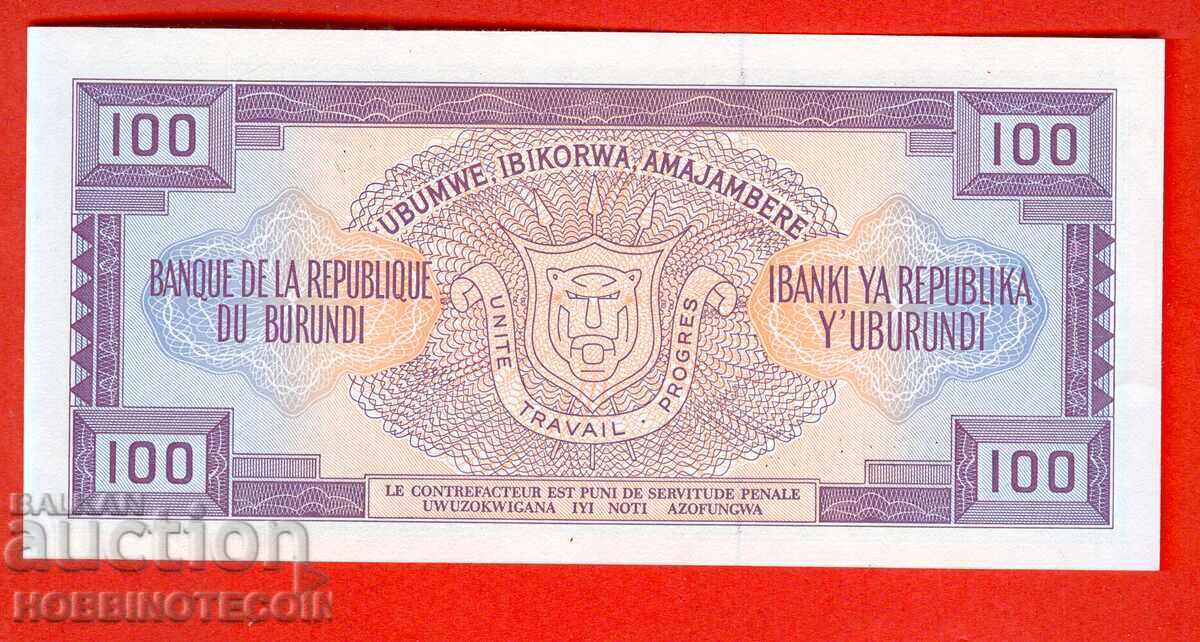 100
100
UBUMWE, IBIKORWA, AMAJAMBERE
BANQUE DE LA REPUBLIQUE
DU BURUNDI
IBANKI YA REPUBLIKA
Y'UBURUNDI
UNITE TRAVAIL · PROGRES
100
100
LE CONTREFACTEUR EST PUNI DE SERVITUDE PENALE
UWUZOKWIGANA IYI NOTI AZOFUNGWA
BALKAN
auction
HOBBINOTECOIN